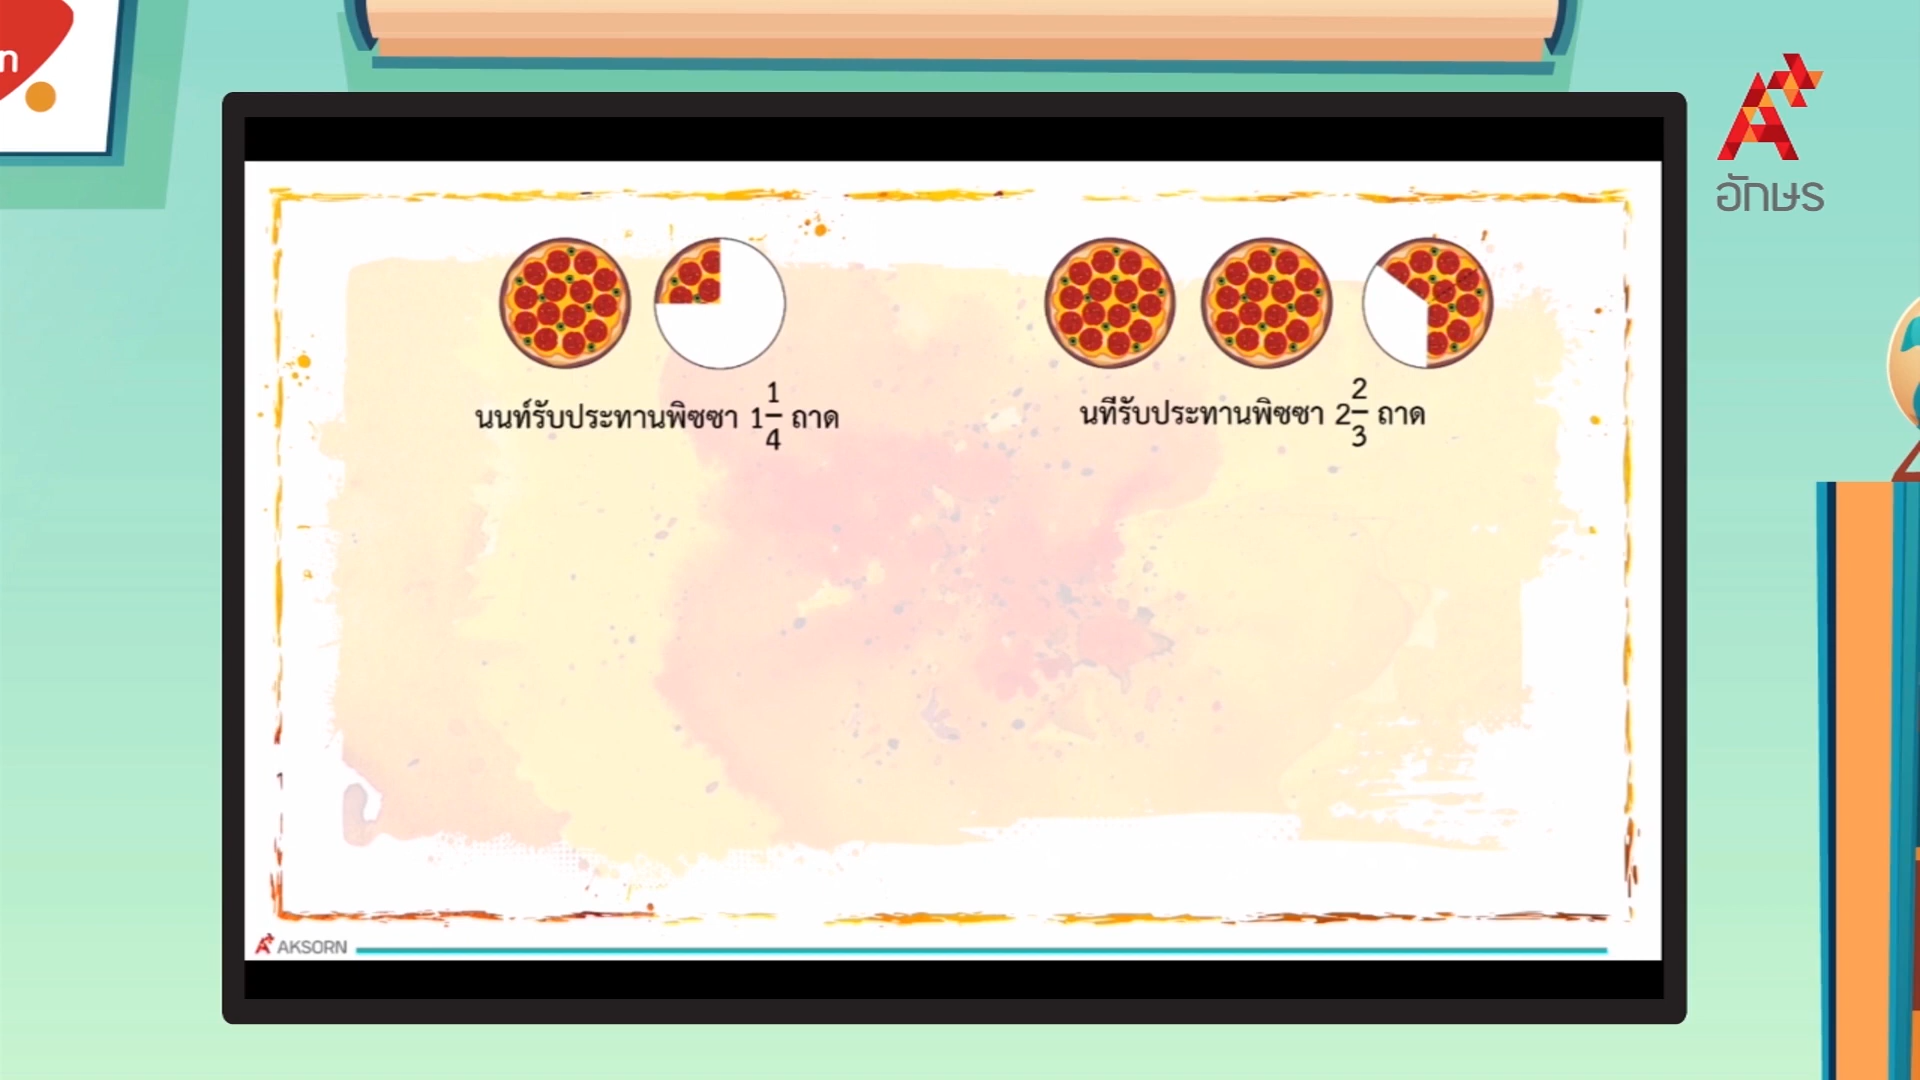 n
อักษร
นนท์รับประทานพิซซา 1 1/4 ถาด
นทีรับประทานพิซซา 2 2/3 ถาด
AKSORN